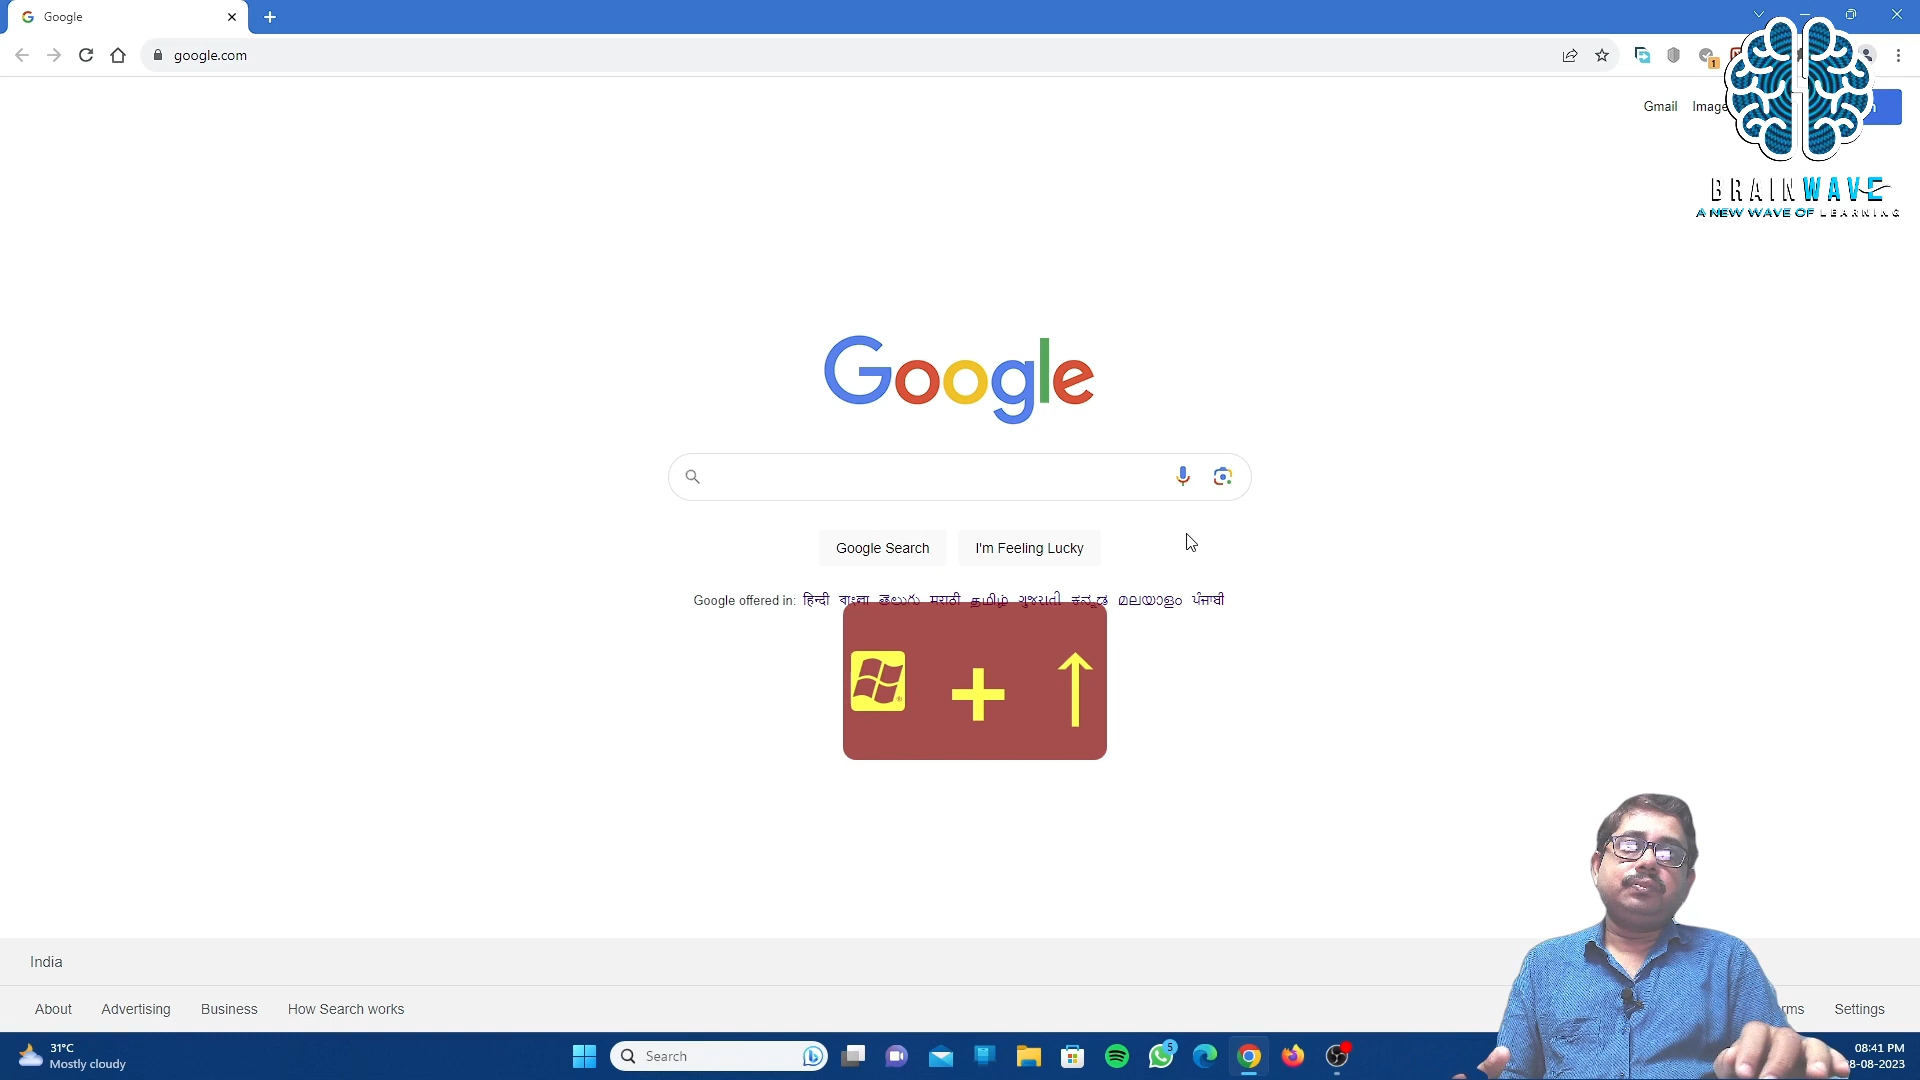 Google
google.com
Gmail Image
BRAINWAVE
A NEW WAVE OF LEARNING
Google
Google Search I'm Feeling Lucky
Google offered in: हिन्दी বাংলা తెలుగు मराठी தமிழ் ગુજરાતી ಕನ್ನಡ മലയാളം ਪੰਜਾਬੀ
+ ↑
India
About Advertising Business How Search works rms Settings
31°C
Mostly cloudy
Search
5
1
08:41 PM
8-08-2023